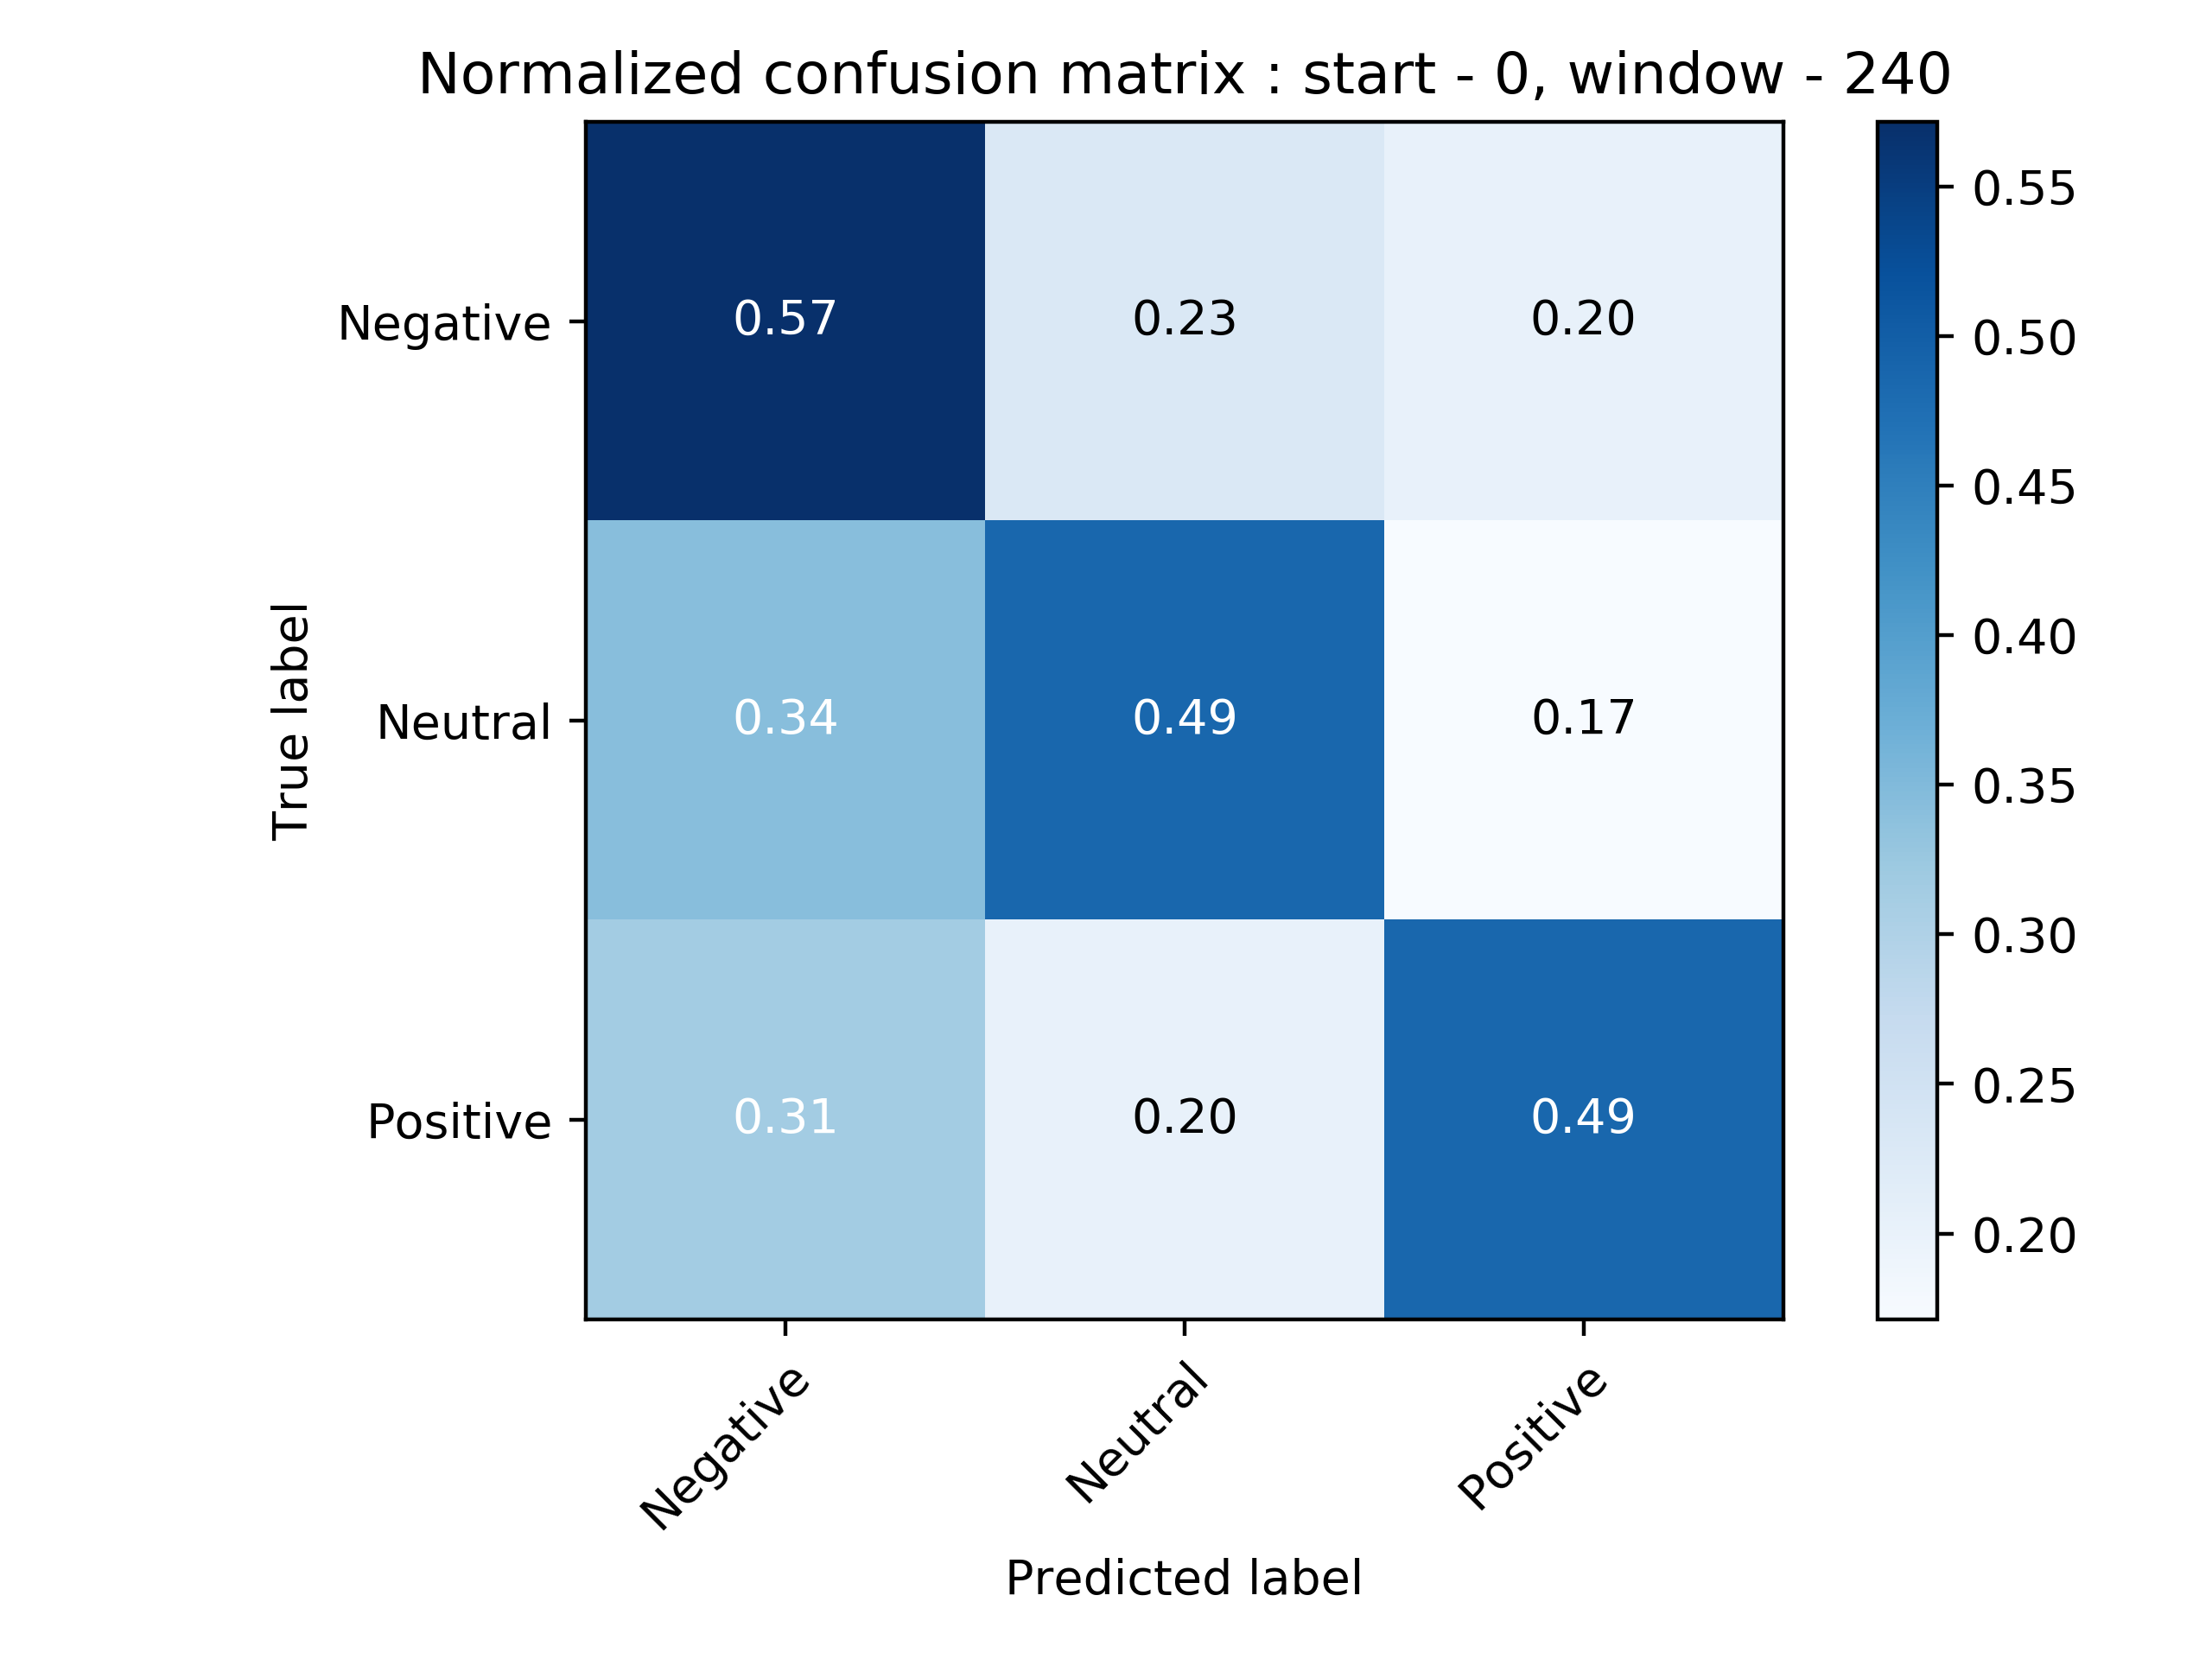 Normalized confusion matrix : start - 0, window - 240
Negative
0.57
0.23
0.20
Neutral
0.34
0.49
0.17
Positive
0.31
0.20
0.49
True label
Negative
Neutral
Positive
Predicted label
0.55
0.50
0.45
0.40
0.35
0.30
0.25
0.20